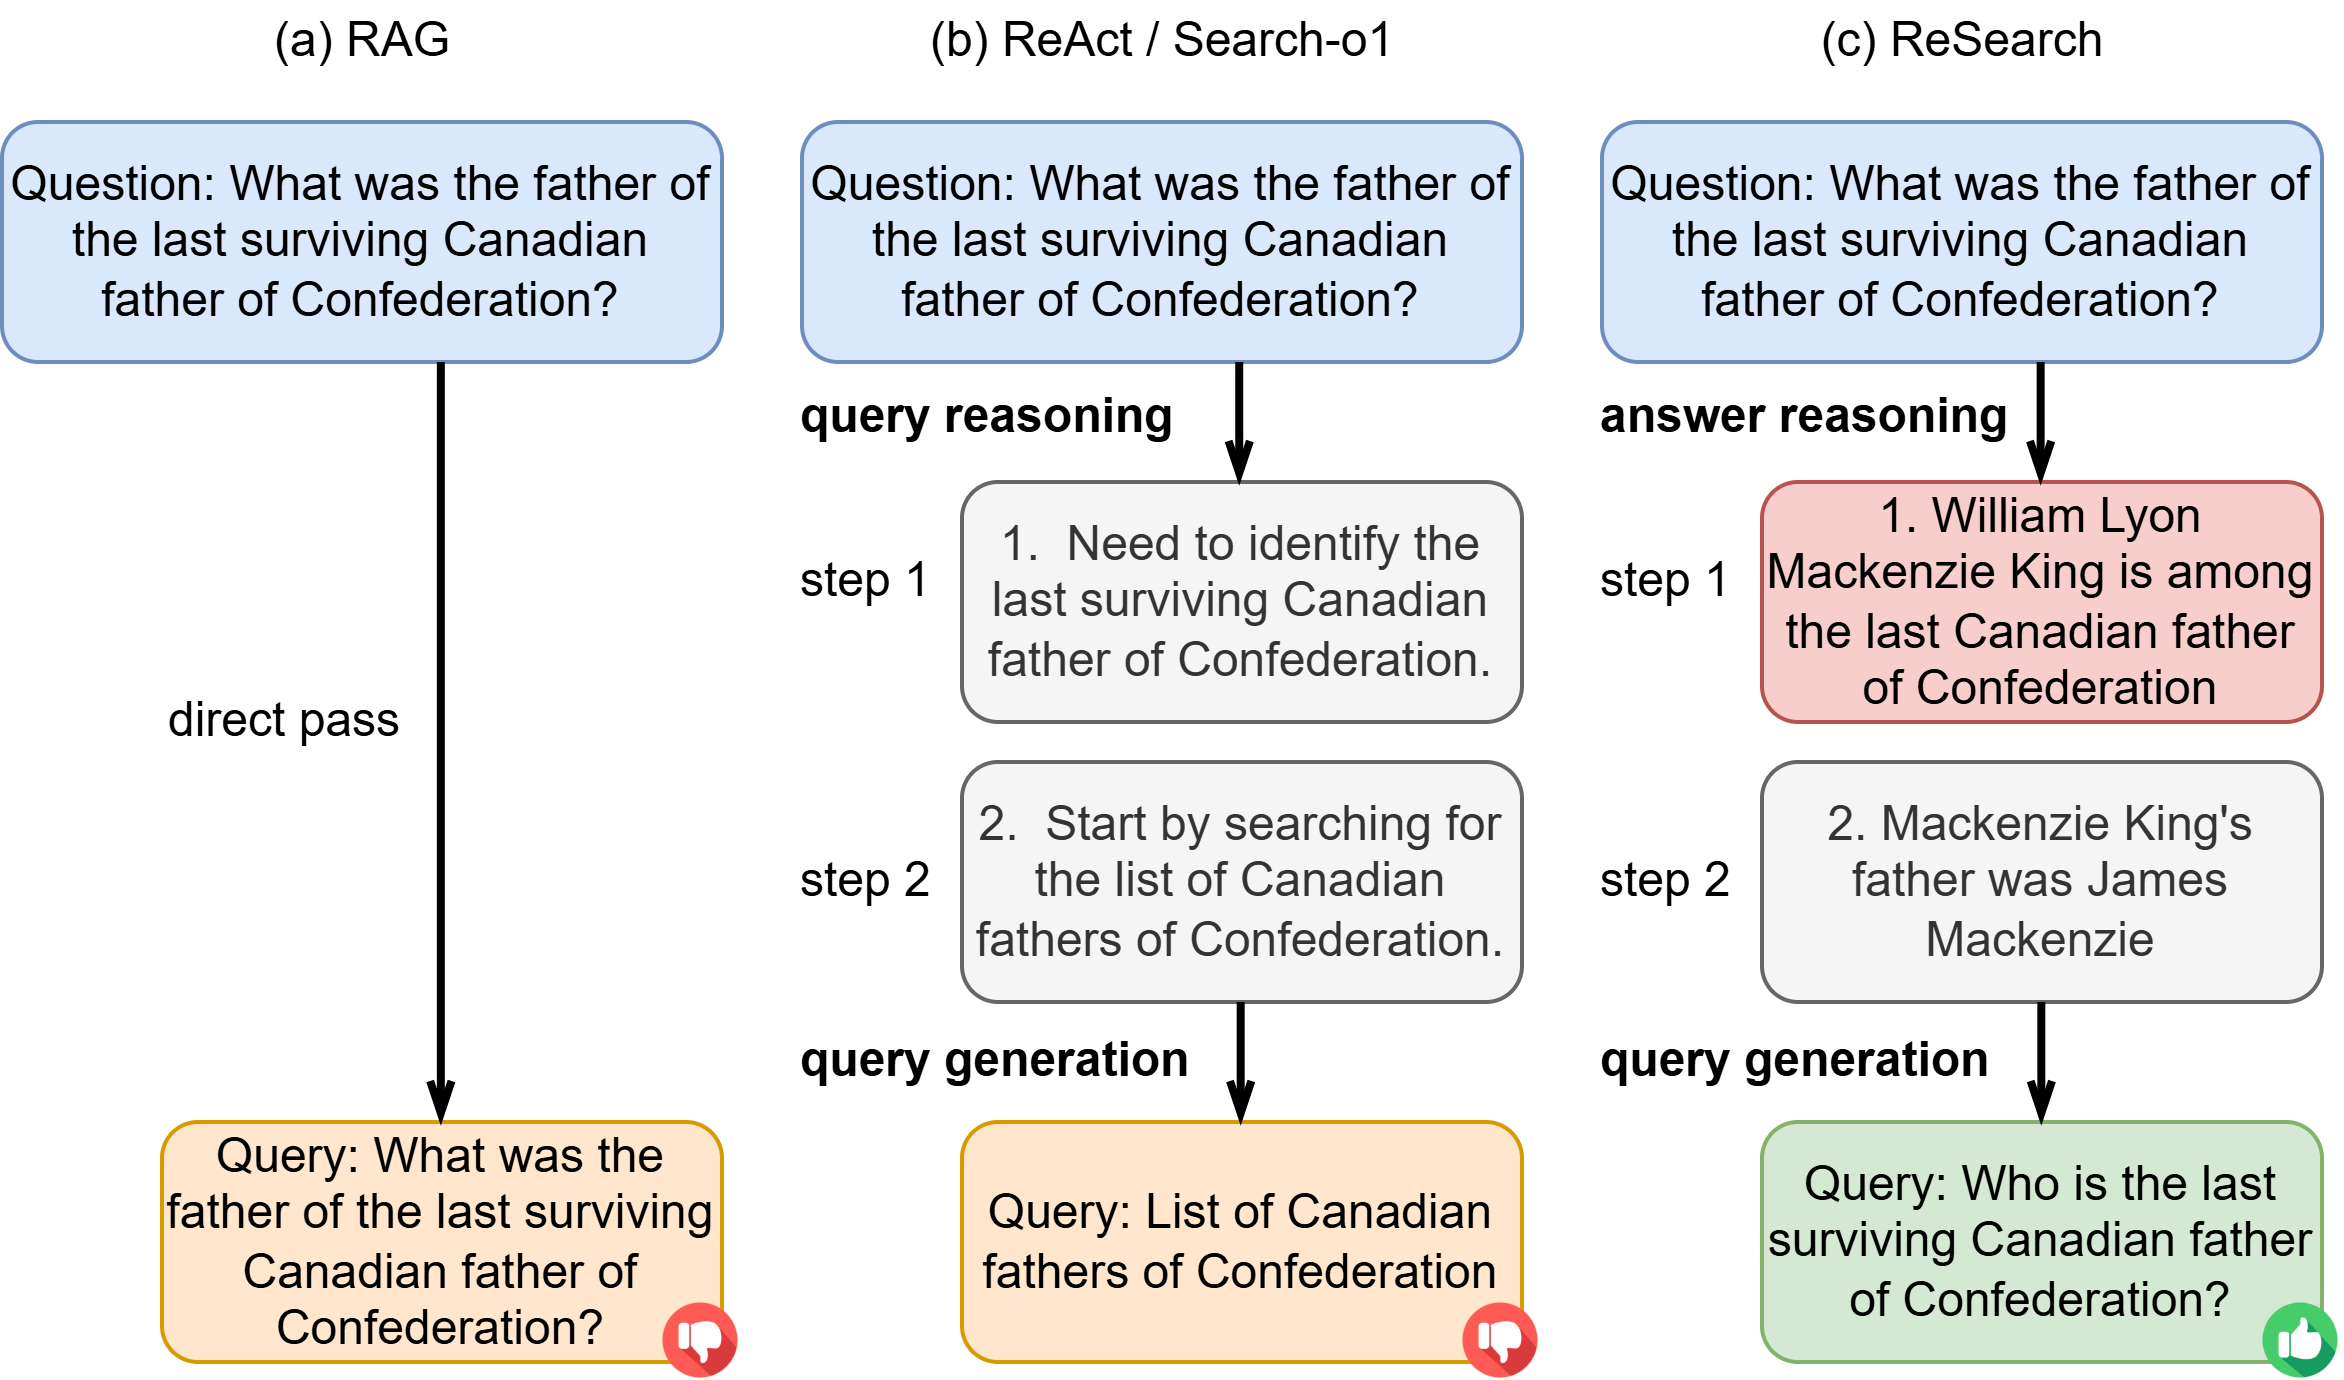 (a) RAG
Question: What was the father of
the last surviving Canadian
father of Confederation?
direct pass
Query: What was the
father of the last surviving
Canadian father of
Confederation?
(b) ReAct / Search-o1
Question: What was the father of
the last surviving Canadian
father of Confederation?
query reasoning
step 1
1. Need to identify the
last surviving Canadian
father of Confederation.
step 2
2. Start by searching for
the list of Canadian
fathers of Confederation.
query generation
Query: List of Canadian
fathers of Confederation
(c) ReSearch
Question: What was the father of
the last surviving Canadian
father of Confederation?
answer reasoning
step 1
1. William Lyon
Mackenzie King is among
the last Canadian father
of Confederation
step 2
2. Mackenzie King's
father was James
Mackenzie
query generation
Query: Who is the last
surviving Canadian father
of Confederation?